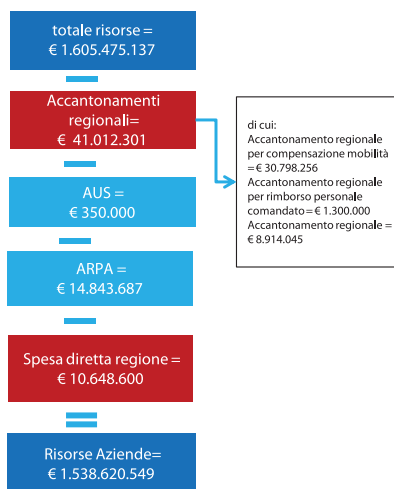 totale risorse =
€ 1.605.475.137
Accantonamenti
regionali=
€ 41.012.301
di cui:
Accantonamento regionale
per compensazione mobilità
=€ 30.798.256
Accantonamento regionale
per rimborso personale
comandato=€ 1.300.000
Accantonamento regionale =
€ 8.914.045
AUS =
€ 350.000
ARPA =
€ 14.843.687
Spesa diretta regione =
€ 10.648.600
Risorse Aziende=
€ 1.538.620.549